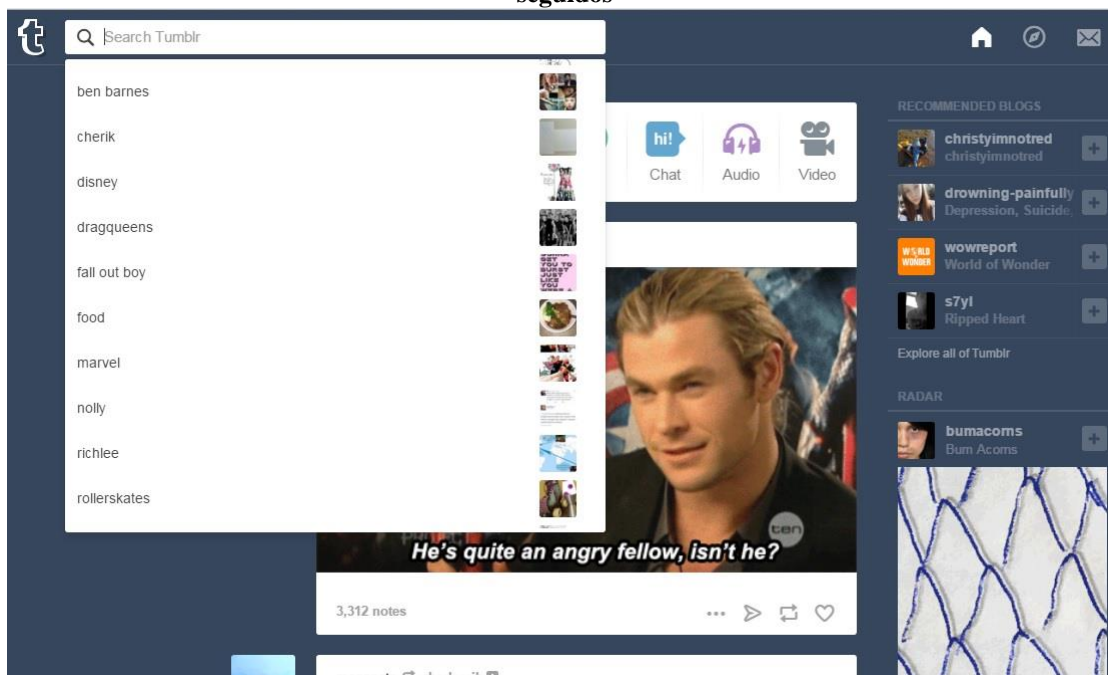 seguidos
t
Search Tumblr
ben barnes
cherik
disney
dragqueens
fall out boy
food
marvel
nolly
richlee
rollerskates
hi!
Chat
Audio
Video
ten
He's quite an angry fellow, isn't he?
3,312 notes
RECOMMENDED BLOGS
christyimnotred
christyimnotred
drowning-painfully
Depression, Suicide,
WORLD
WONDER
wowreport
World of Wonder
s7yl
Ripped Heart
Explore all of Tumblr
RADAR
bumacorns
Bum Acorns